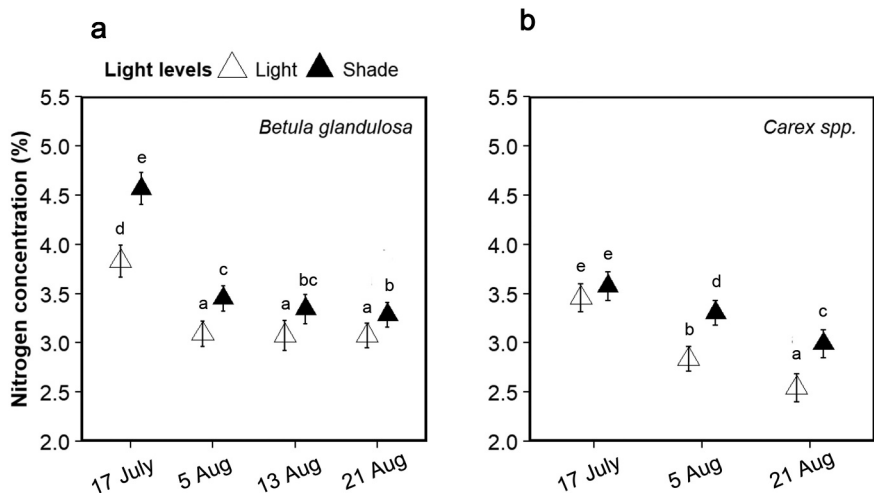 a
b
Light levels Light Shade
Nitrogen concentration (%)
5.5
5.0
4.5
4.0
3.5
3.0
2.5
2.0
Betula glandulosa
e
d
c
a
bc
a
b
a
17 July
5 Aug
13 Aug
21 Aug
5.5
5.0
4.5
4.0
3.5
3.0
2.5
2.0
Carex spp.
e
e
d
b
c
a
17 July
5 Aug
21 Aug